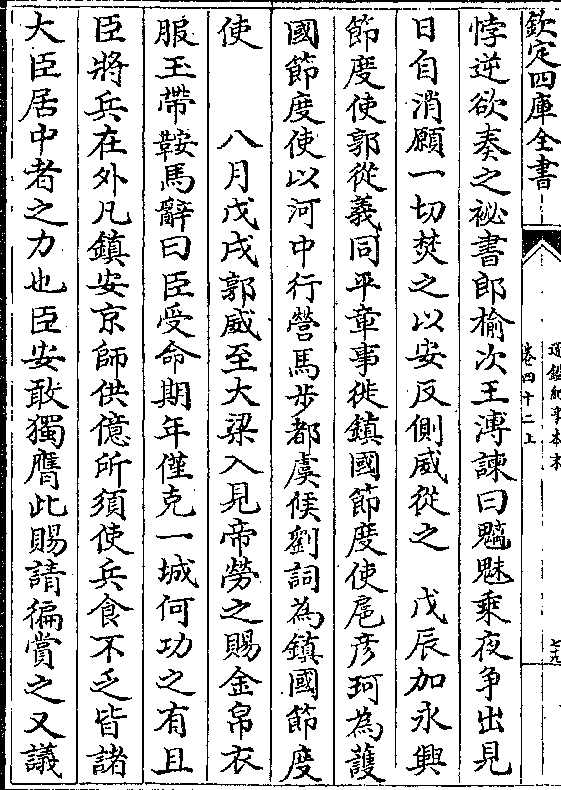 欽定四庫全書
通鑑紀事本末
卷四十二上
七九
悖逆欲奏之祕書郎榆次王溥諫曰魑魅乘夜爭出見
日自消願一切焚之以安反側威從之　戊辰加永興
節度使郭從義同平章事徙鎮國節度使扈彦珂為護
國節度使以河中行營馬步都虞候劉詞為鎮國節度
使　八月戊戌郭威至大梁入見帝勞之賜金帛衣
服玉帶鞍馬辭曰臣受命期年僅克一城何功之有且
臣將兵在外凡鎮安京師供億所須使兵食不乏皆諸
大臣居中者之力也臣安敢獨膺此賜請徧賞之又議